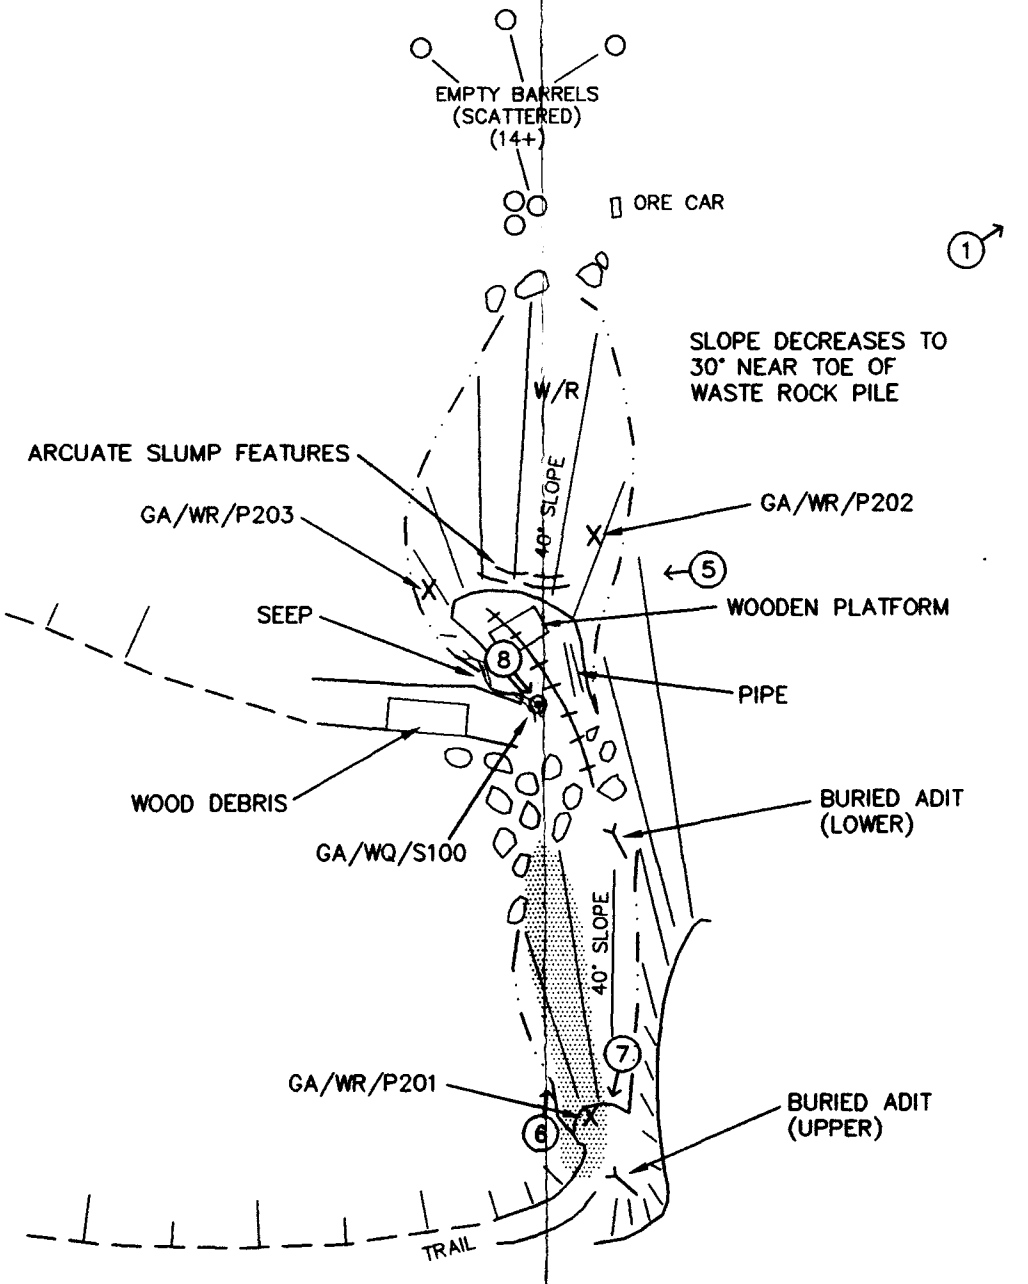 EMPTY BARRELS
(SCATTERED)
(14+)
ORE CAR
1
SLOPE DECREASES TO
30° NEAR TOE OF
WASTE ROCK PILE
W/R
ARCUATE SLUMP FEATURES
40° SLOPE
GA/WR/P203
GA/WR/P202
5
SEEP
WOODEN PLATFORM
8
PIPE
WOOD DEBRIS
BURIED ADIT
(LOWER)
GA/WQ/S100
40° SLOPE
7
GA/WR/P201
6
BURIED ADIT
(UPPER)
TRAIL